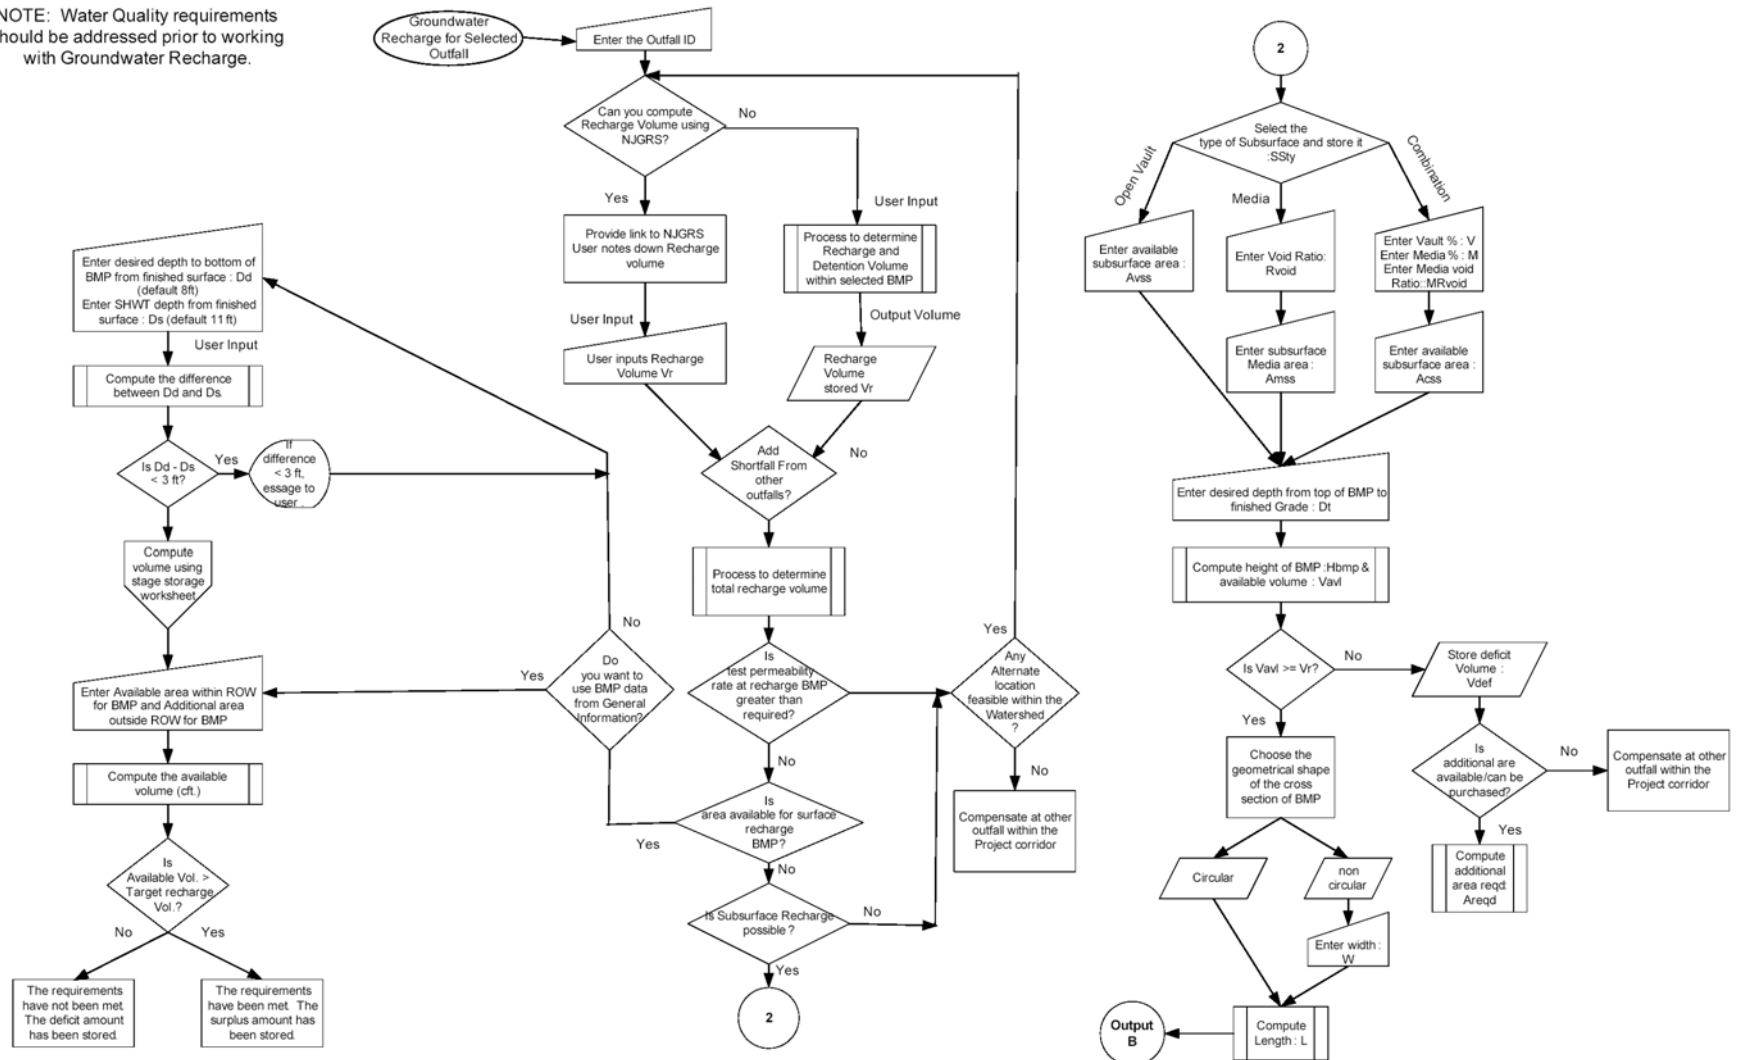 NOTE: Water Quality requirements
hould be addressed prior to working
with Groundwater Recharge.
Groundwater
Recharge for Selected
Outfall
Enter the Outfall ID
Can you compute
Recharge Volume using
NJGRS?
No
Yes
User Input
Provide link to NJGRS
User notes down Recharge
volume
Process to determine
Recharge and
Detention Volume
within selected BMP
User Input
Output Volume
User inputs Recharge
Volume Vr
Recharge
Volume
stored Vr
Add
Shortfall From
other
outfalls?
No
Process to determine
total recharge volume
Is
test permeability
rate at recharge BMP
greater than
required?
No
Is
area available for surface
recharge
BMP?
Yes
No
Is Subsurface Recharge
possible ?
No
Yes
2
Yes
Any
Alternate
location
feasible within the
Watershed
?
No
Compensate at other
outfall within the
Project corridor
No
Do
you want to
use BMP data
from General
Information?
Yes
Enter desired depth to bottom of
BMP from finished surface : Dd
(default 8ft)
Enter SHWT depth from finished
surface : Ds (default 11 ft)
User Input
Compute the difference
between Dd and Ds.
Is Dd - Ds
< 3 ft?
Yes
If
difference
< 3 ft,
essage to
user .
Compute
volume using
stage storage
worksheet
Enter Available area within ROW
for BMP and Additional area
outside ROW for BMP
Compute the available
volume (cft.)
Is
Available Vol. >
Target recharge
Vol.?
No
Yes
The requirements
have not been met.
The deficit amount
has been stored.
The requirements
have been met. The
surplus amount has
been stored.
2
Select the
type of Subsurface and store it
:SSty
Open Vault
Media
Combination
Enter available
subsurface area :
Avss
Enter Void Ratio:
Rvoid
Enter Vault % : V
Enter Media % : M
Enter Media void
Ratio::MRvoid
Enter subsurface
Media area :
Amss
Enter available
subsurface area :
Acss
Enter desired depth from top of BMP to
finished Grade : Dt
Compute height of BMP :Hbmp &
available volume : Vavl
Is Vavl >= Vr?
No
Yes
Store deficit
Volume :
Vdef
Is
additional are
available/can be
purchased?
No
Compensate at other
outfall within the
Project corridor
Yes
Compute
additional
area reqd:
Areqd
Choose the
geometrical shape
of the cross
section of BMP
Circular
non
circular
Enter width :
W
Compute
Length : L
Output
B